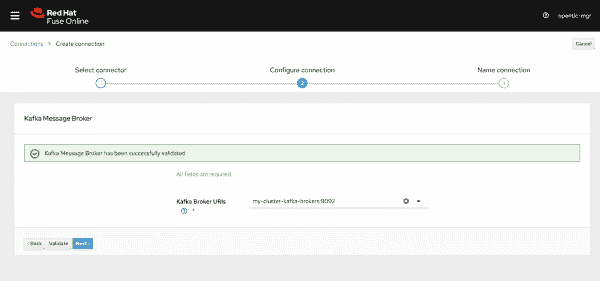 Red Hat
Fuse Online
opentlc-mgr
Connections > Create connection
Cancel
Select connector
Configure connection
Name connection
1
2
3
Kafka Message Broker
Kafka Message Broker has been successfully validated
All fields are required.
Kafka Broker URIs
my-cluster-kafka-brokers:9092
*
‹ Back
Validate
Next ›